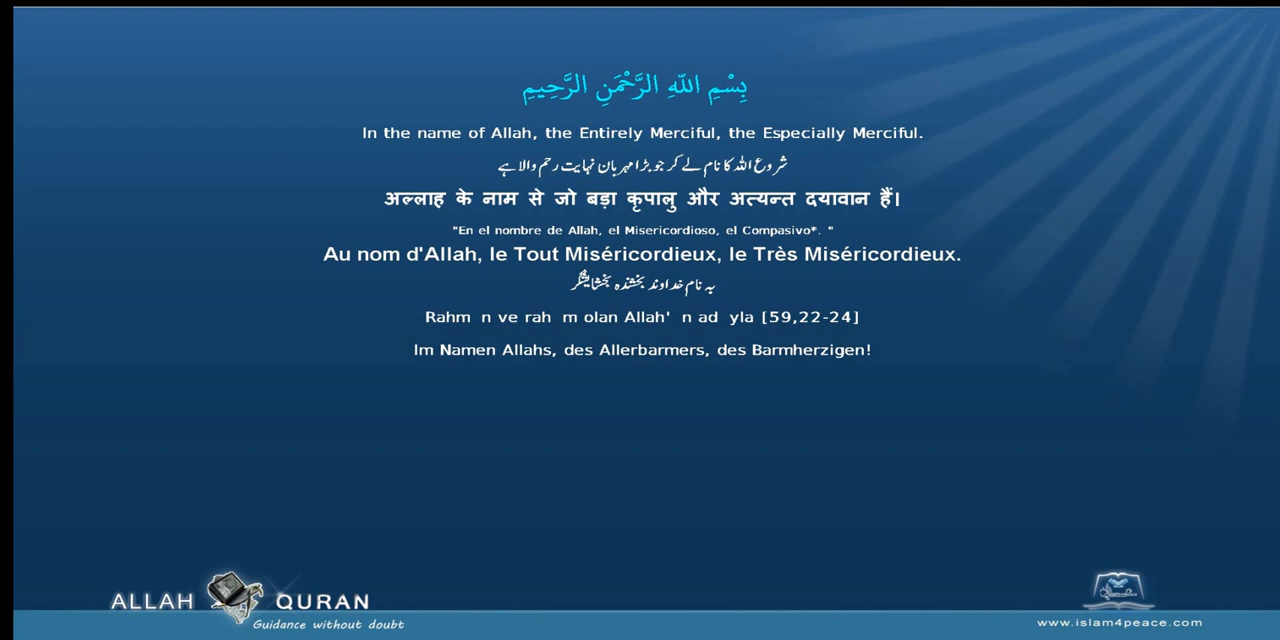 بِسْمِ اللّٰهِ الرَّحْمَنِ الرَّحِيمِ
In the name of Allah, the Entirely Merciful, the Especially Merciful.
شروع اللہ کا نام لے کر جو بڑا مہربان نہایت رحم والا ہے
अल्लाह के नाम से जो बड़ा कृपालु और अत्यन्त दयावान हैं।
"En el nombre de Allah, el Misericordioso, el Compasivo*. "
Au nom d'Allah, le Tout Miséricordieux, le Très Miséricordieux.
به نام خداوند بخشنده بخشایشگر
Rahm n ve rah m olan Allah' n ad yla [59,22-24]
Im Namen Allahs, des Allerbarmers, des Barmherzigen!
ALLAH QURAN
Guidance without doubt
www.islam4peace.com